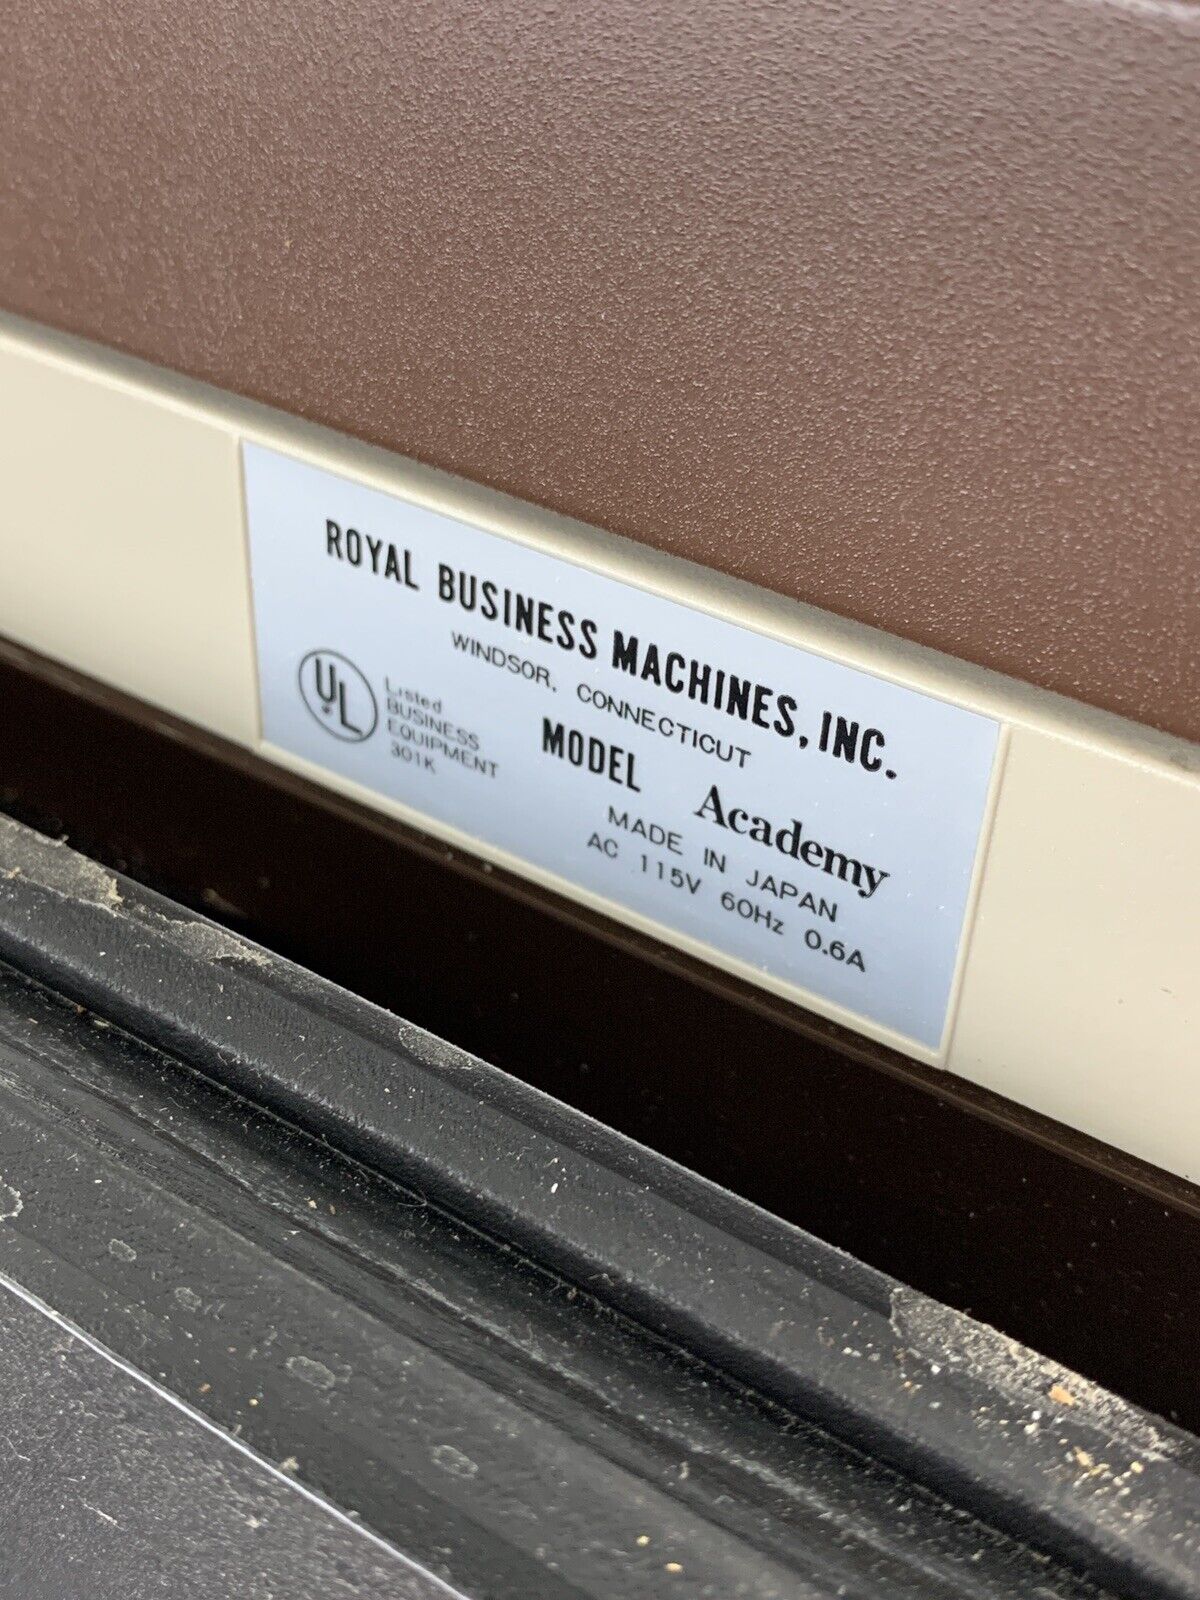 ROYAL BUSINESS MACHINES, INC.
WINDSOR, CONNECTICUT
UL
Listed
BUSINESS
EQUIPMENT
301K
MODEL Academy
MADE IN JAPAN
AC 115V 60Hz 0.6A